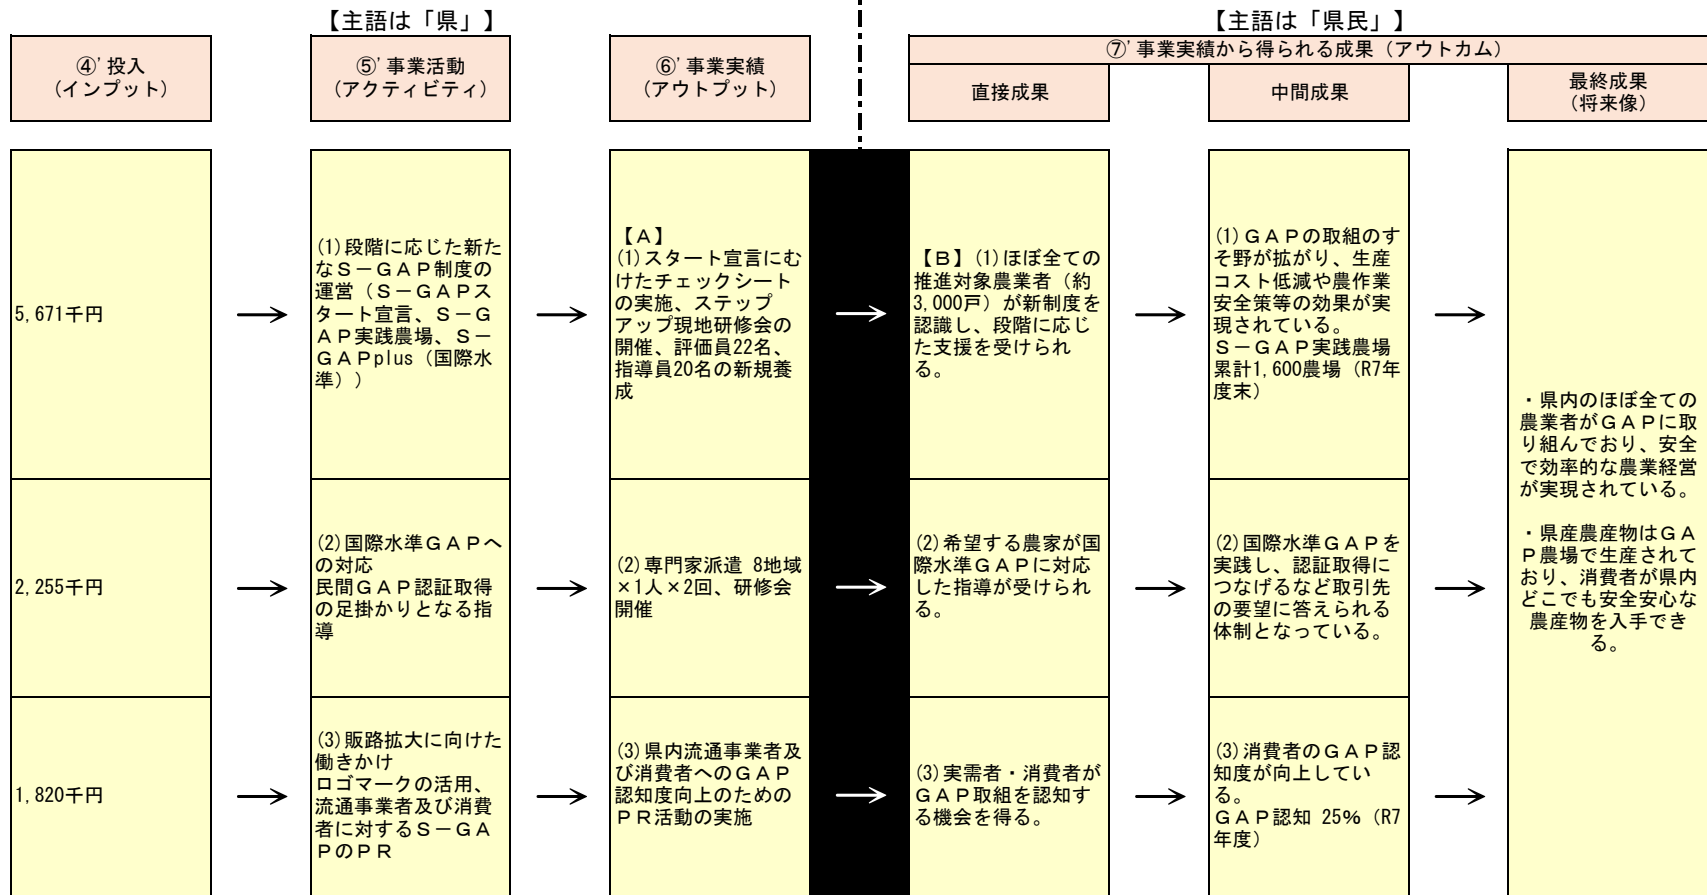 【主語は「県」】
【主語は「県民」】
④' 投入
（インプット）
⑤' 事業活動
（アクティビティ）
⑥' 事業実績
（アウトプット）
⑦' 事業実績から得られる成果（アウトカム）
直接成果
中間成果
最終成果
（将来像）
5,671千円
(1)段階に応じた新た
なＳ－ＧＡＰ制度の
運営（Ｓ－ＧＡＰス
タート宣言、Ｓ－Ｇ
ＡＰ実践農場、Ｓ－
ＧＡＰplus（国際水
準））
【Ａ】
(1)スタート宣言にむ
けたチェックシート
の実施、ステップ
アップ現地研修会の
開催、評価員22名、
指導員20名の新規養
成
【Ｂ】(1)ほぼ全ての
推進対象農業者（約
3,000戸）が新制度を
認識し、段階に応じ
た支援を受けられ
る。
(1)ＧＡＰの取組のす
そ野が拡がり、生産
コスト低減や農作業
安全策等の効果が実
現されている。
Ｓ－ＧＡＰ実践農場
累計1,600農場（R7年
度末）
・県内のほぼ全ての
農業者がＧＡＰに取
り組んでおり、安全
で効率的な農業経営
が実現されている。
・県産農産物はＧＡ
Ｐ農場で生産されて
おり、消費者が県内
どこでも安全安心な
農産物を入手でき
る。
2,255千円
(2)国際水準ＧＡＰへ
の対応
民間ＧＡＰ認証取得
の足掛かりとなる指
導
(2)専門家派遣 8地域
×1人×2回、研修会
開催
(2)希望する農家が国
際水準ＧＡＰに対応
した指導が受けられ
る。
(2)国際水準ＧＡＰを
実践し、認証取得に
つなげるなど取引先
の要望に答えられる
体制となっている。
1,820千円
(3)販路拡大に向けた
働きかけ
ロゴマークの活用、
流通事業者及び消費
者に対するＳ－ＧＡ
ＰのＰＲ
(3)県内流通事業者及
び消費者へのＧＡＰ
認知度向上のための
ＰＲ活動の実施
(3)実需者・消費者が
ＧＡＰ取組を認知す
る機会を得る。
(3)消費者のＧＡＰ認
知度が向上してい
る。
ＧＡＰ認知 25%（R7
年度）